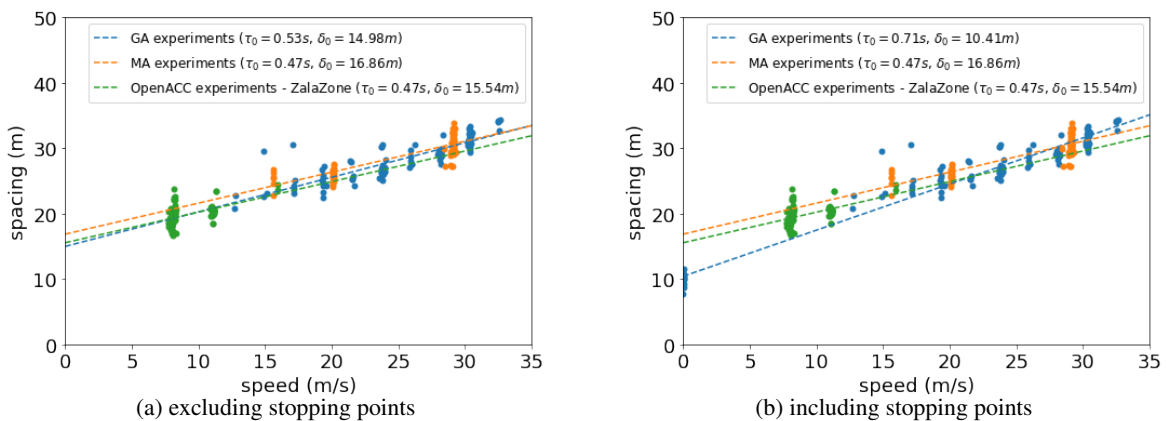 50
40
30
20
10
0
spacing (m)
GA experiments (τ₀ = 0.53s, δ₀ = 14.98m)
MA experiments (τ₀ = 0.47s, δ₀ = 16.86m)
OpenACC experiments - ZalaZone (τ₀ = 0.47s, δ₀ = 15.54m)
0 5 10 15 20 25 30 35
speed (m/s)
(a) excluding stopping points
50
40
30
20
10
0
spacing (m)
GA experiments (τ₀ = 0.71s, δ₀ = 10.41m)
MA experiments (τ₀ = 0.47s, δ₀ = 16.86m)
OpenACC experiments - ZalaZone (τ₀ = 0.47s, δ₀ = 15.54m)
0 5 10 15 20 25 30 35
speed (m/s)
(b) including stopping points